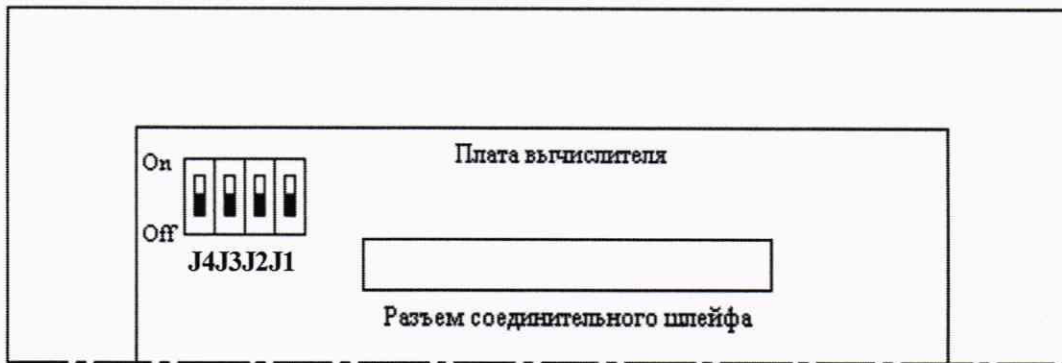 Плата вычислителя
On
Off
J4J3J2J1
Разъем соединительного шлейфа